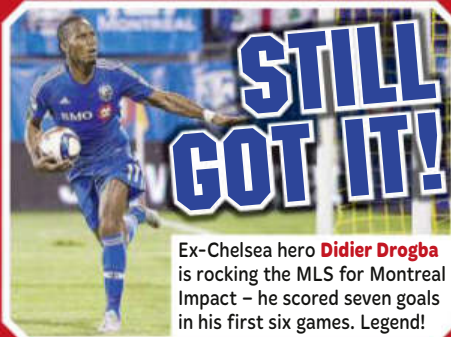 MONTREAL
BMO
11
STILL
GOT IT!
Ex-Chelsea hero Didier Drogba
is rocking the MLS for Montreal
Impact – he scored seven goals
in his first six games. Legend!